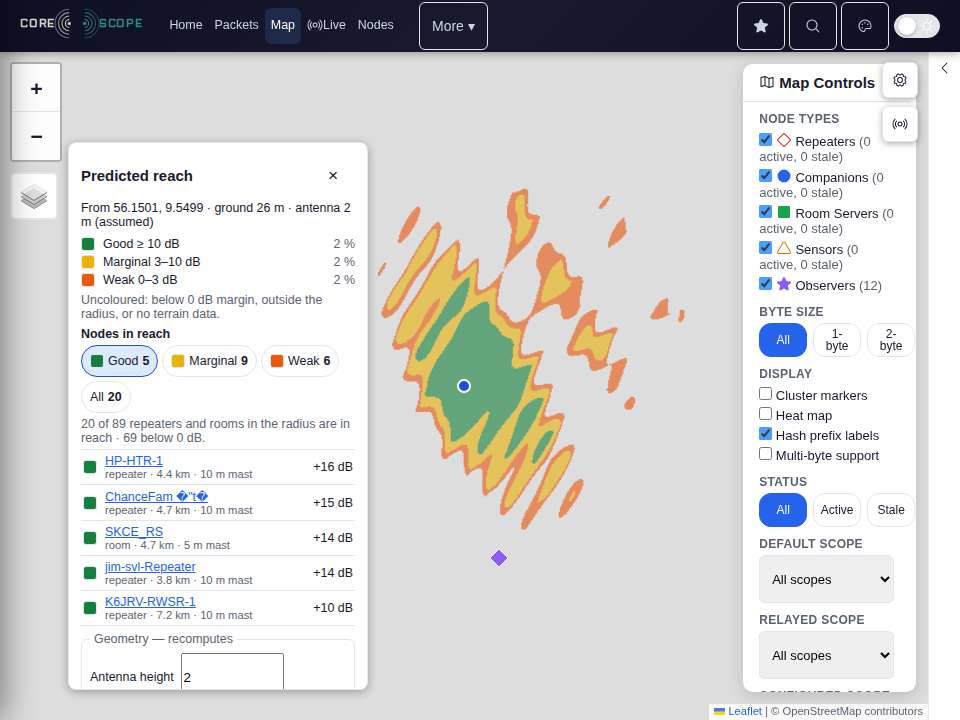 CORE SCOPE
Home Packets Map Live Nodes More ▾
+
−
Predicted reach ×
From 56.1501, 9.5499 · ground 26 m · antenna 2
m (assumed)
Good ≥ 10 dB 2 %
Marginal 3–10 dB 2 %
Weak 0–3 dB 2 %
Uncoloured: below 0 dB margin, outside the
radius, or no terrain data.
Nodes in reach
Good 5 Marginal 9 Weak 6
All 20
20 of 89 repeaters and rooms in the radius are in
reach · 69 below 0 dB.
HP-HTR-1 +16 dB
repeater · 4.4 km · 10 m mast
ChanceFam �"t� +15 dB
repeater · 4.7 km · 10 m mast
SKCE_RS +14 dB
room · 4.7 km · 5 m mast
jim-svl-Repeater +14 dB
repeater · 3.8 km · 10 m mast
K6JRV-RWSR-1 +10 dB
repeater · 7.2 km · 10 m mast
Geometry — recomputes
Antenna height 2
Map Controls
NODE TYPES
Repeaters (0
active, 0 stale)
Companions (0
active, 0 stale)
Room Servers (0
active, 0 stale)
Sensors (0
active, 0 stale)
Observers (12)
BYTE SIZE
All 1-
byte 2-
byte
DISPLAY
Cluster markers
Heat map
Hash prefix labels
Multi-byte support
STATUS
All Active Stale
DEFAULT SCOPE
All scopes
RELAYED SCOPE
All scopes
Leaflet | © OpenStreetMap contributors